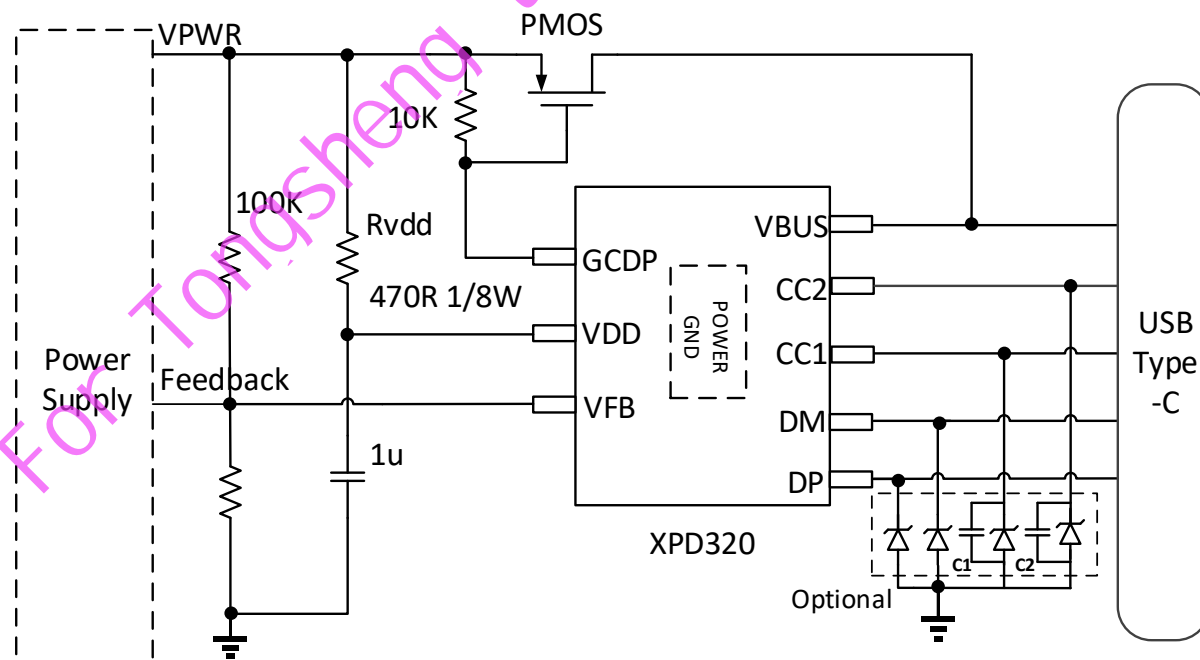 VPWR
PMOS
10K
100K
Rvdd
470R 1/8W
GCDP
VDD
VFB
VBUS
CC2
CC1
DM
DP
POWER
GND
XPD320
Power
Supply
Feedback
1u
USB
Type
-C
C1
C2
Optional
For Tongsheng